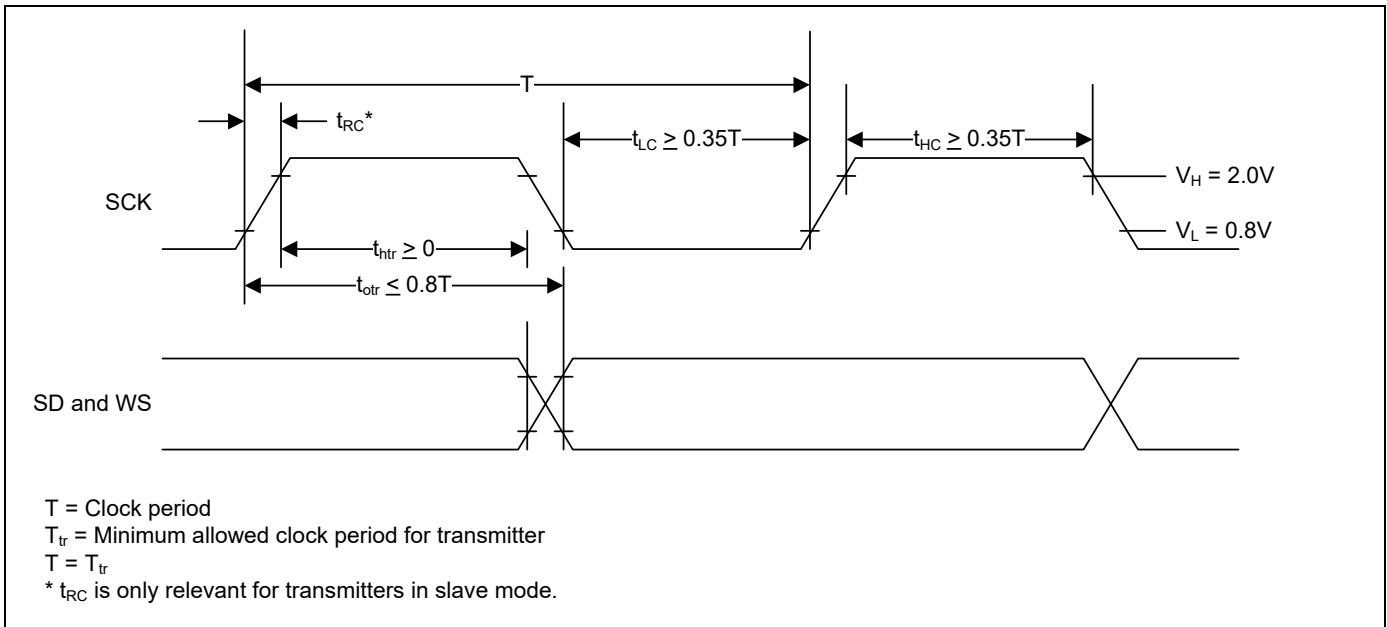 T
t_RC*
t_LC ≥ 0.35T
t_HC ≥ 0.35T
V_H = 2.0V
SCK
V_L = 0.8V
t_htr ≥ 0
t_otr ≤ 0.8T
SD and WS
T = Clock period
T_tr = Minimum allowed clock period for transmitter
T = T_tr
* t_RC is only relevant for transmitters in slave mode.